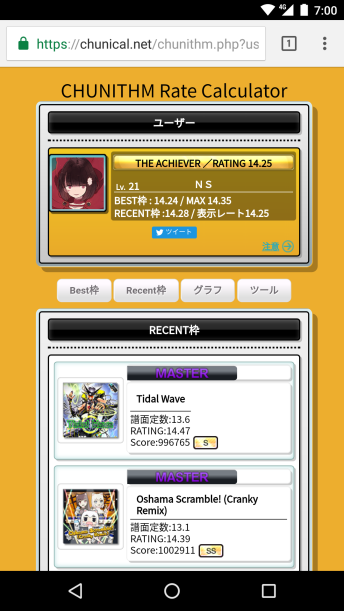 4G 7:00
https://chunical.net/chunithm.php?us
1
CHUNITHM Rate Calculator
ユーザー
THE ACHIEVER ／RATING 14.25
Lv. 21 ＮＳ
BEST枠 : 14.24 / MAX 14.35
RECENT枠 :14.28 / 表示レート14.25
ツイート
注意
Best枠 Recent枠 グラフ ツール
RECENT枠
MASTER
Tidal Wave
譜面定数:13.6
RATING:14.47
Score:996765 S
MASTER
Oshama Scramble! (Cranky
Remix)
譜面定数:13.1
RATING:14.39
Score:1002911 SS